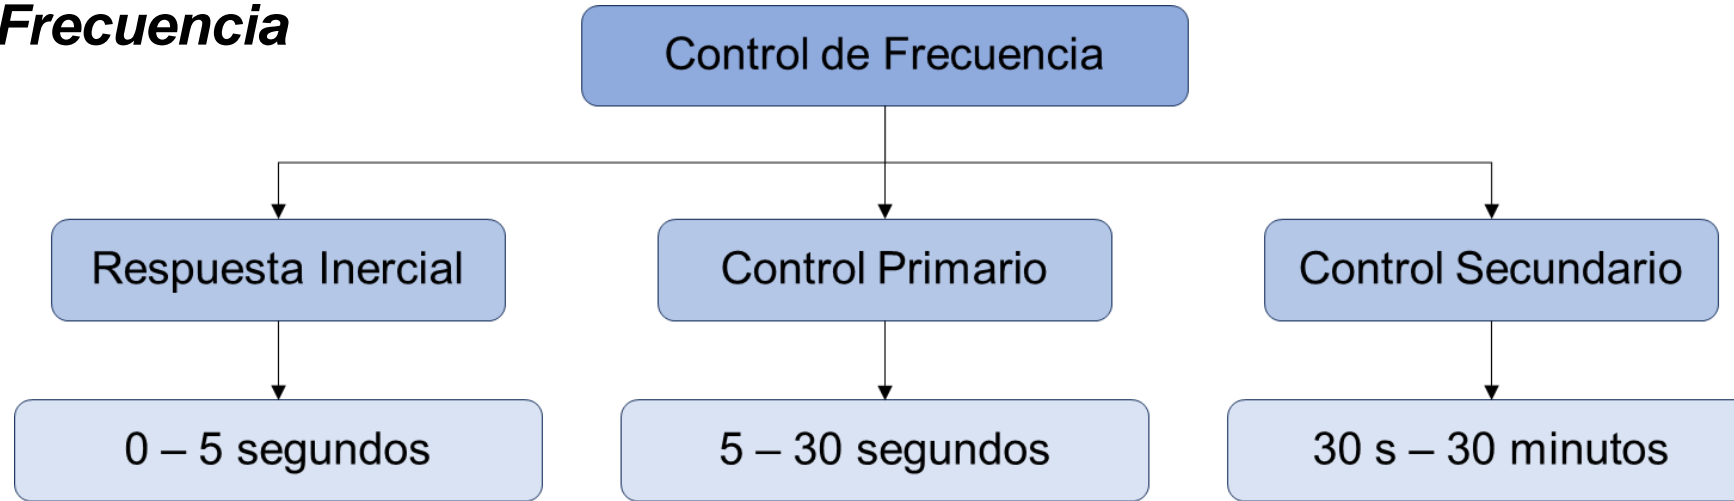 Frecuencia
Control de Frecuencia
Respuesta Inercial
Control Primario
Control Secundario
0 – 5 segundos
5 – 30 segundos
30 s – 30 minutos